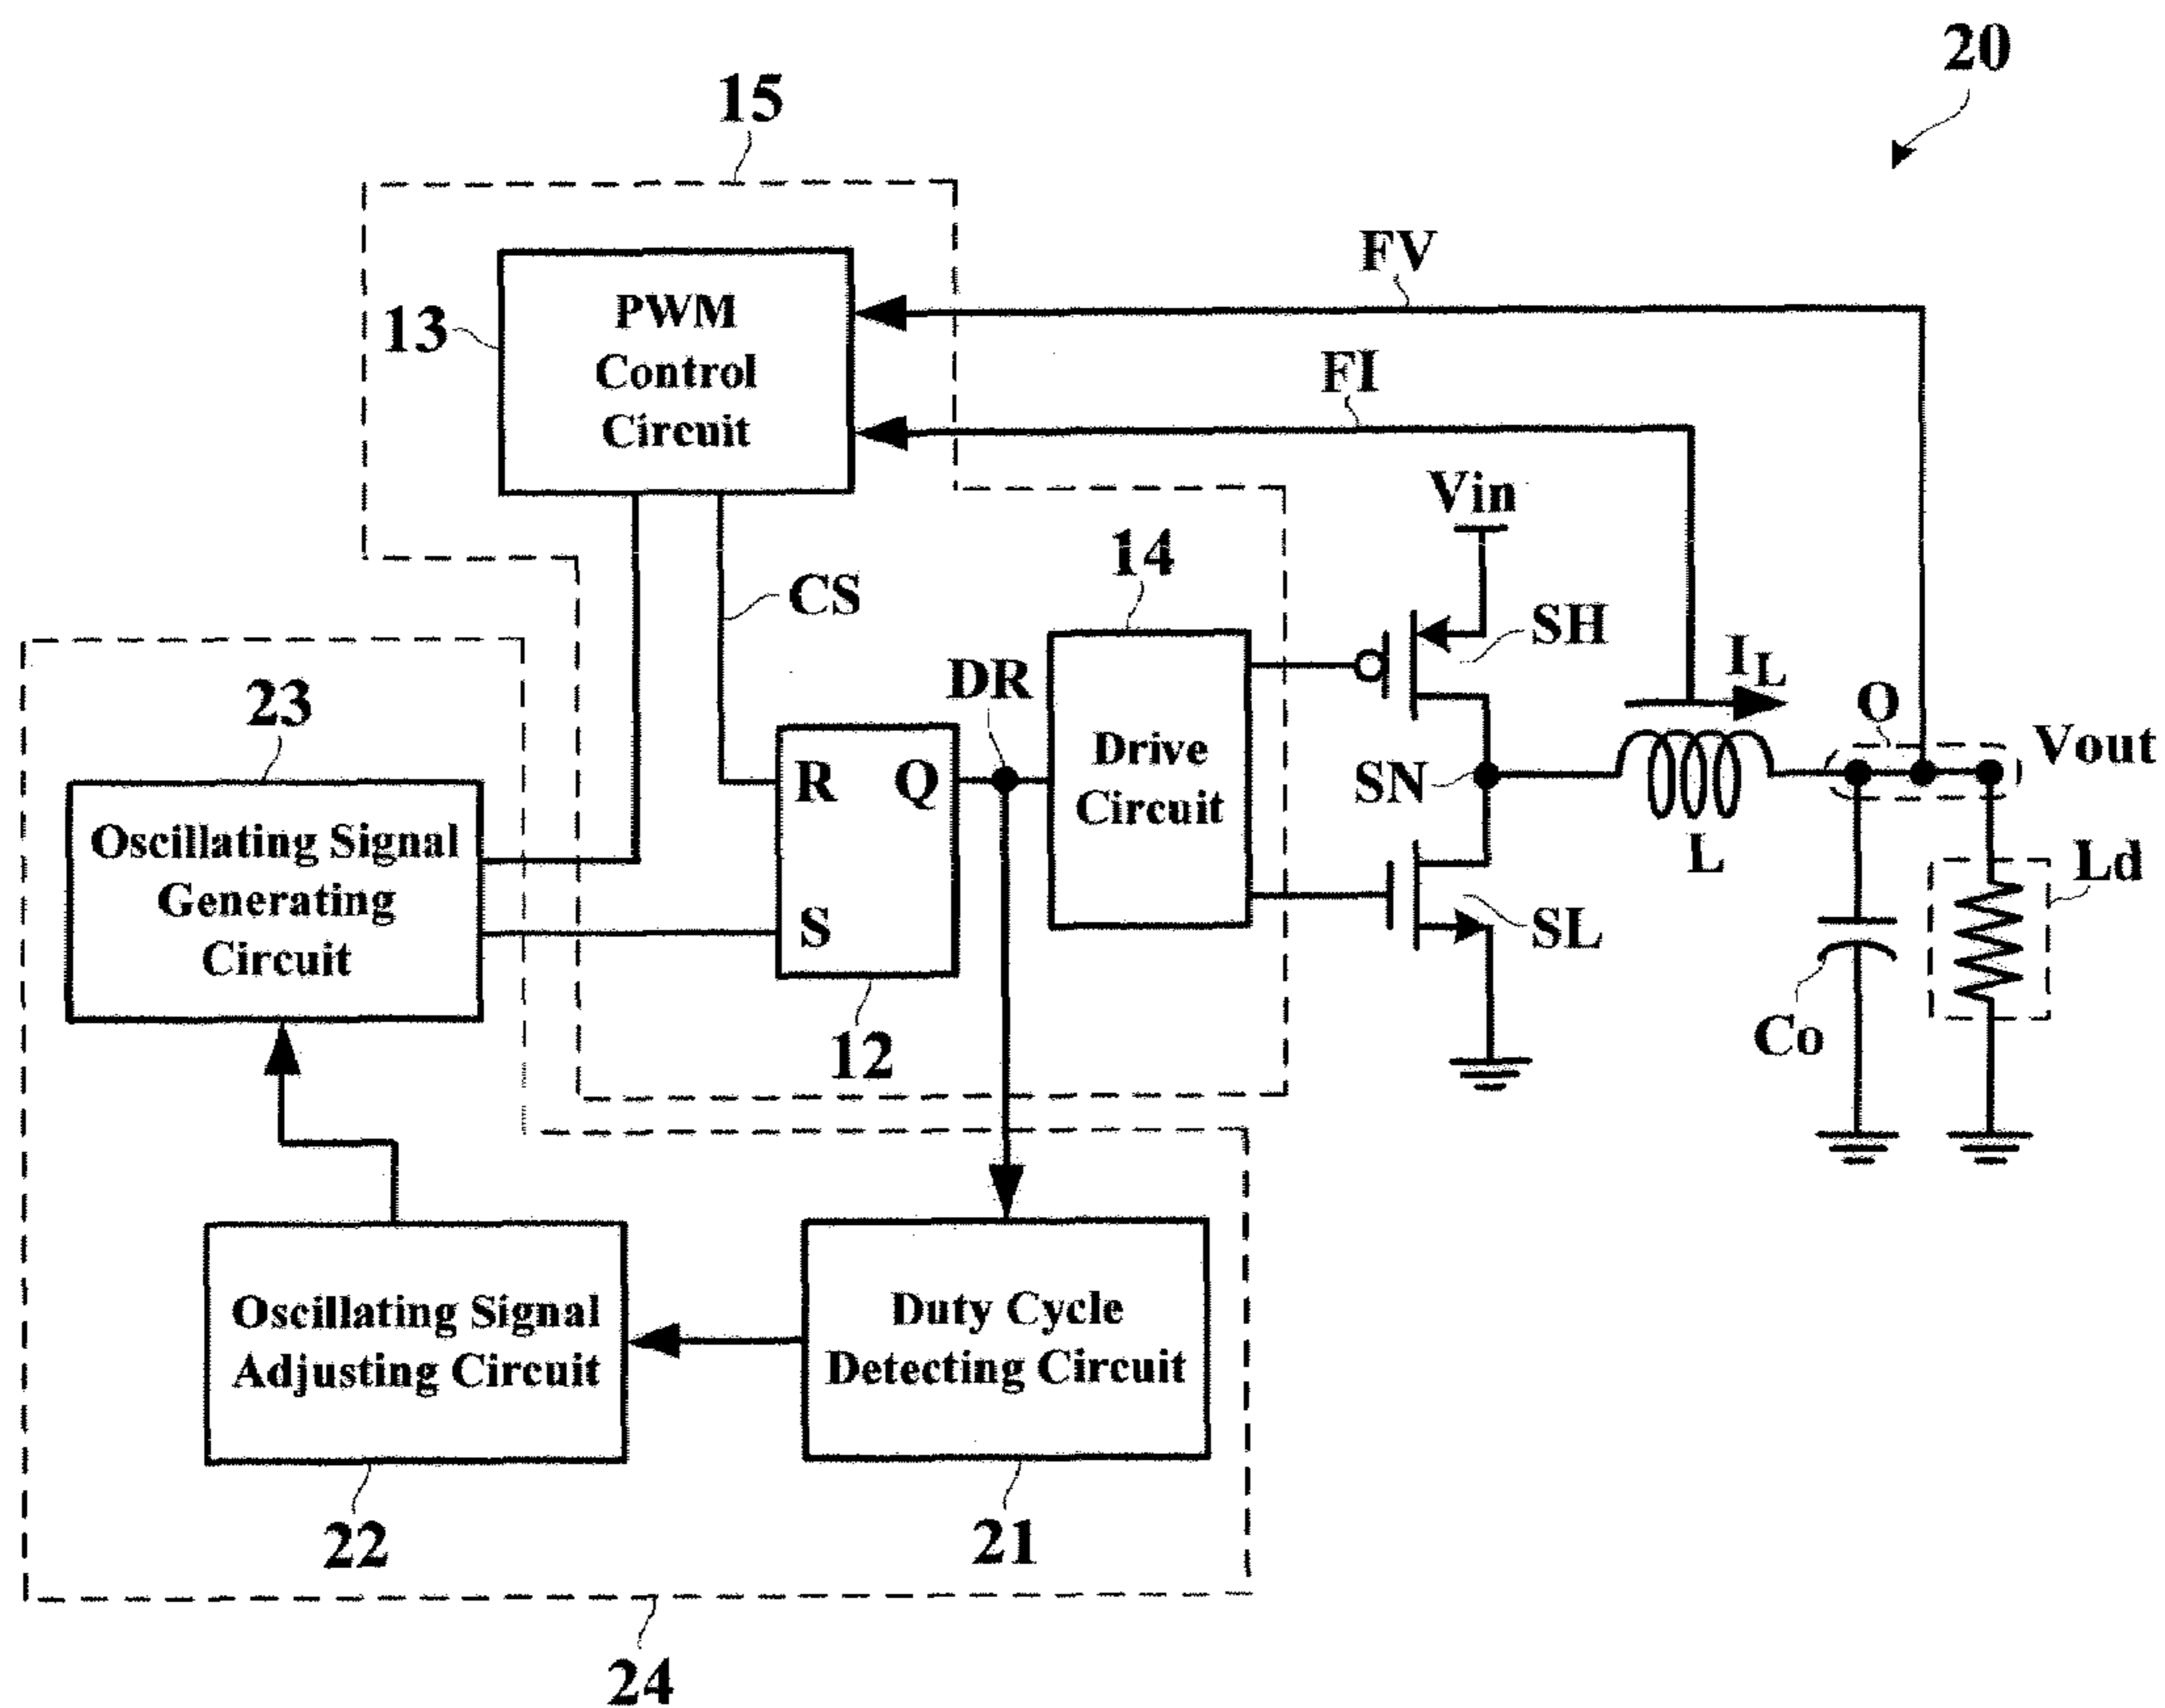 20
15
FV
13
PWM
Control
Circuit
FI
Vin
14
CS
SH
DR
I_L
O
Vout
23
R
Q
Drive
Circuit
SN
L
Ld
Oscillating Signal
Generating
Circuit
S
SL
12
Co
Oscillating Signal
Adjusting Circuit
Duty Cycle
Detecting Circuit
22
21
24